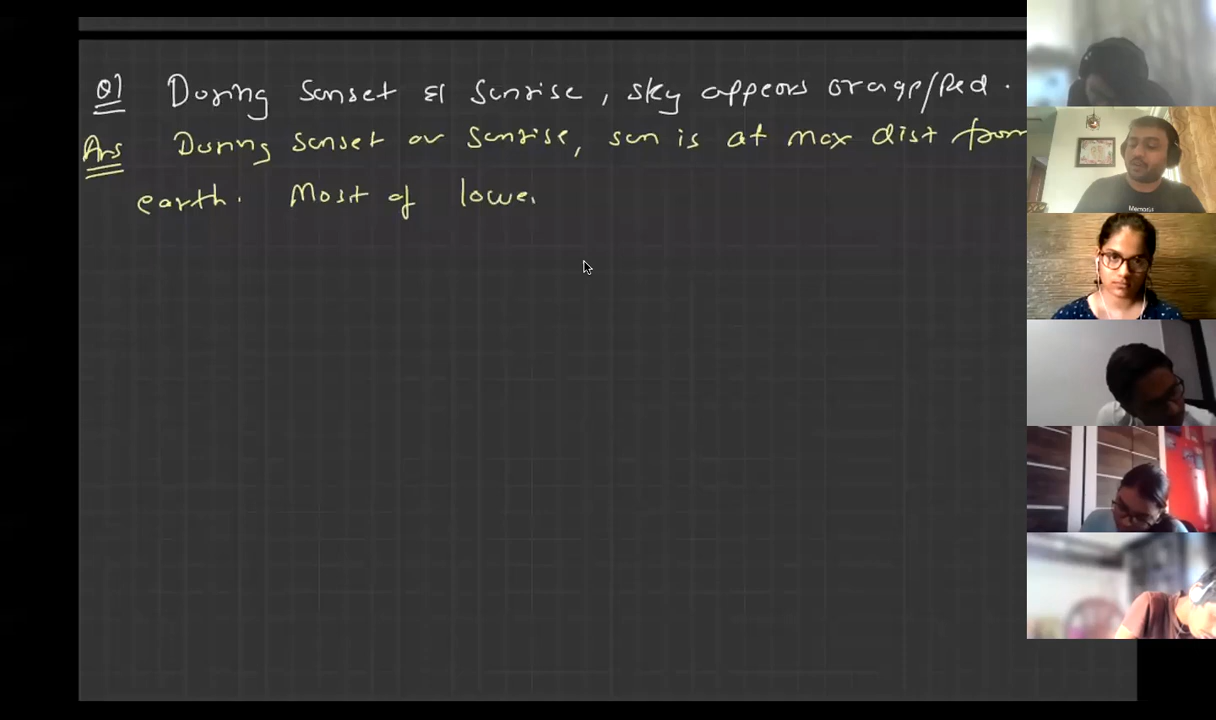 Q] During Sunset & Sunrise, sky appears orange/Red.
Ans During sunset or sunrise, sun is at max dist from
earth. Most of lowe